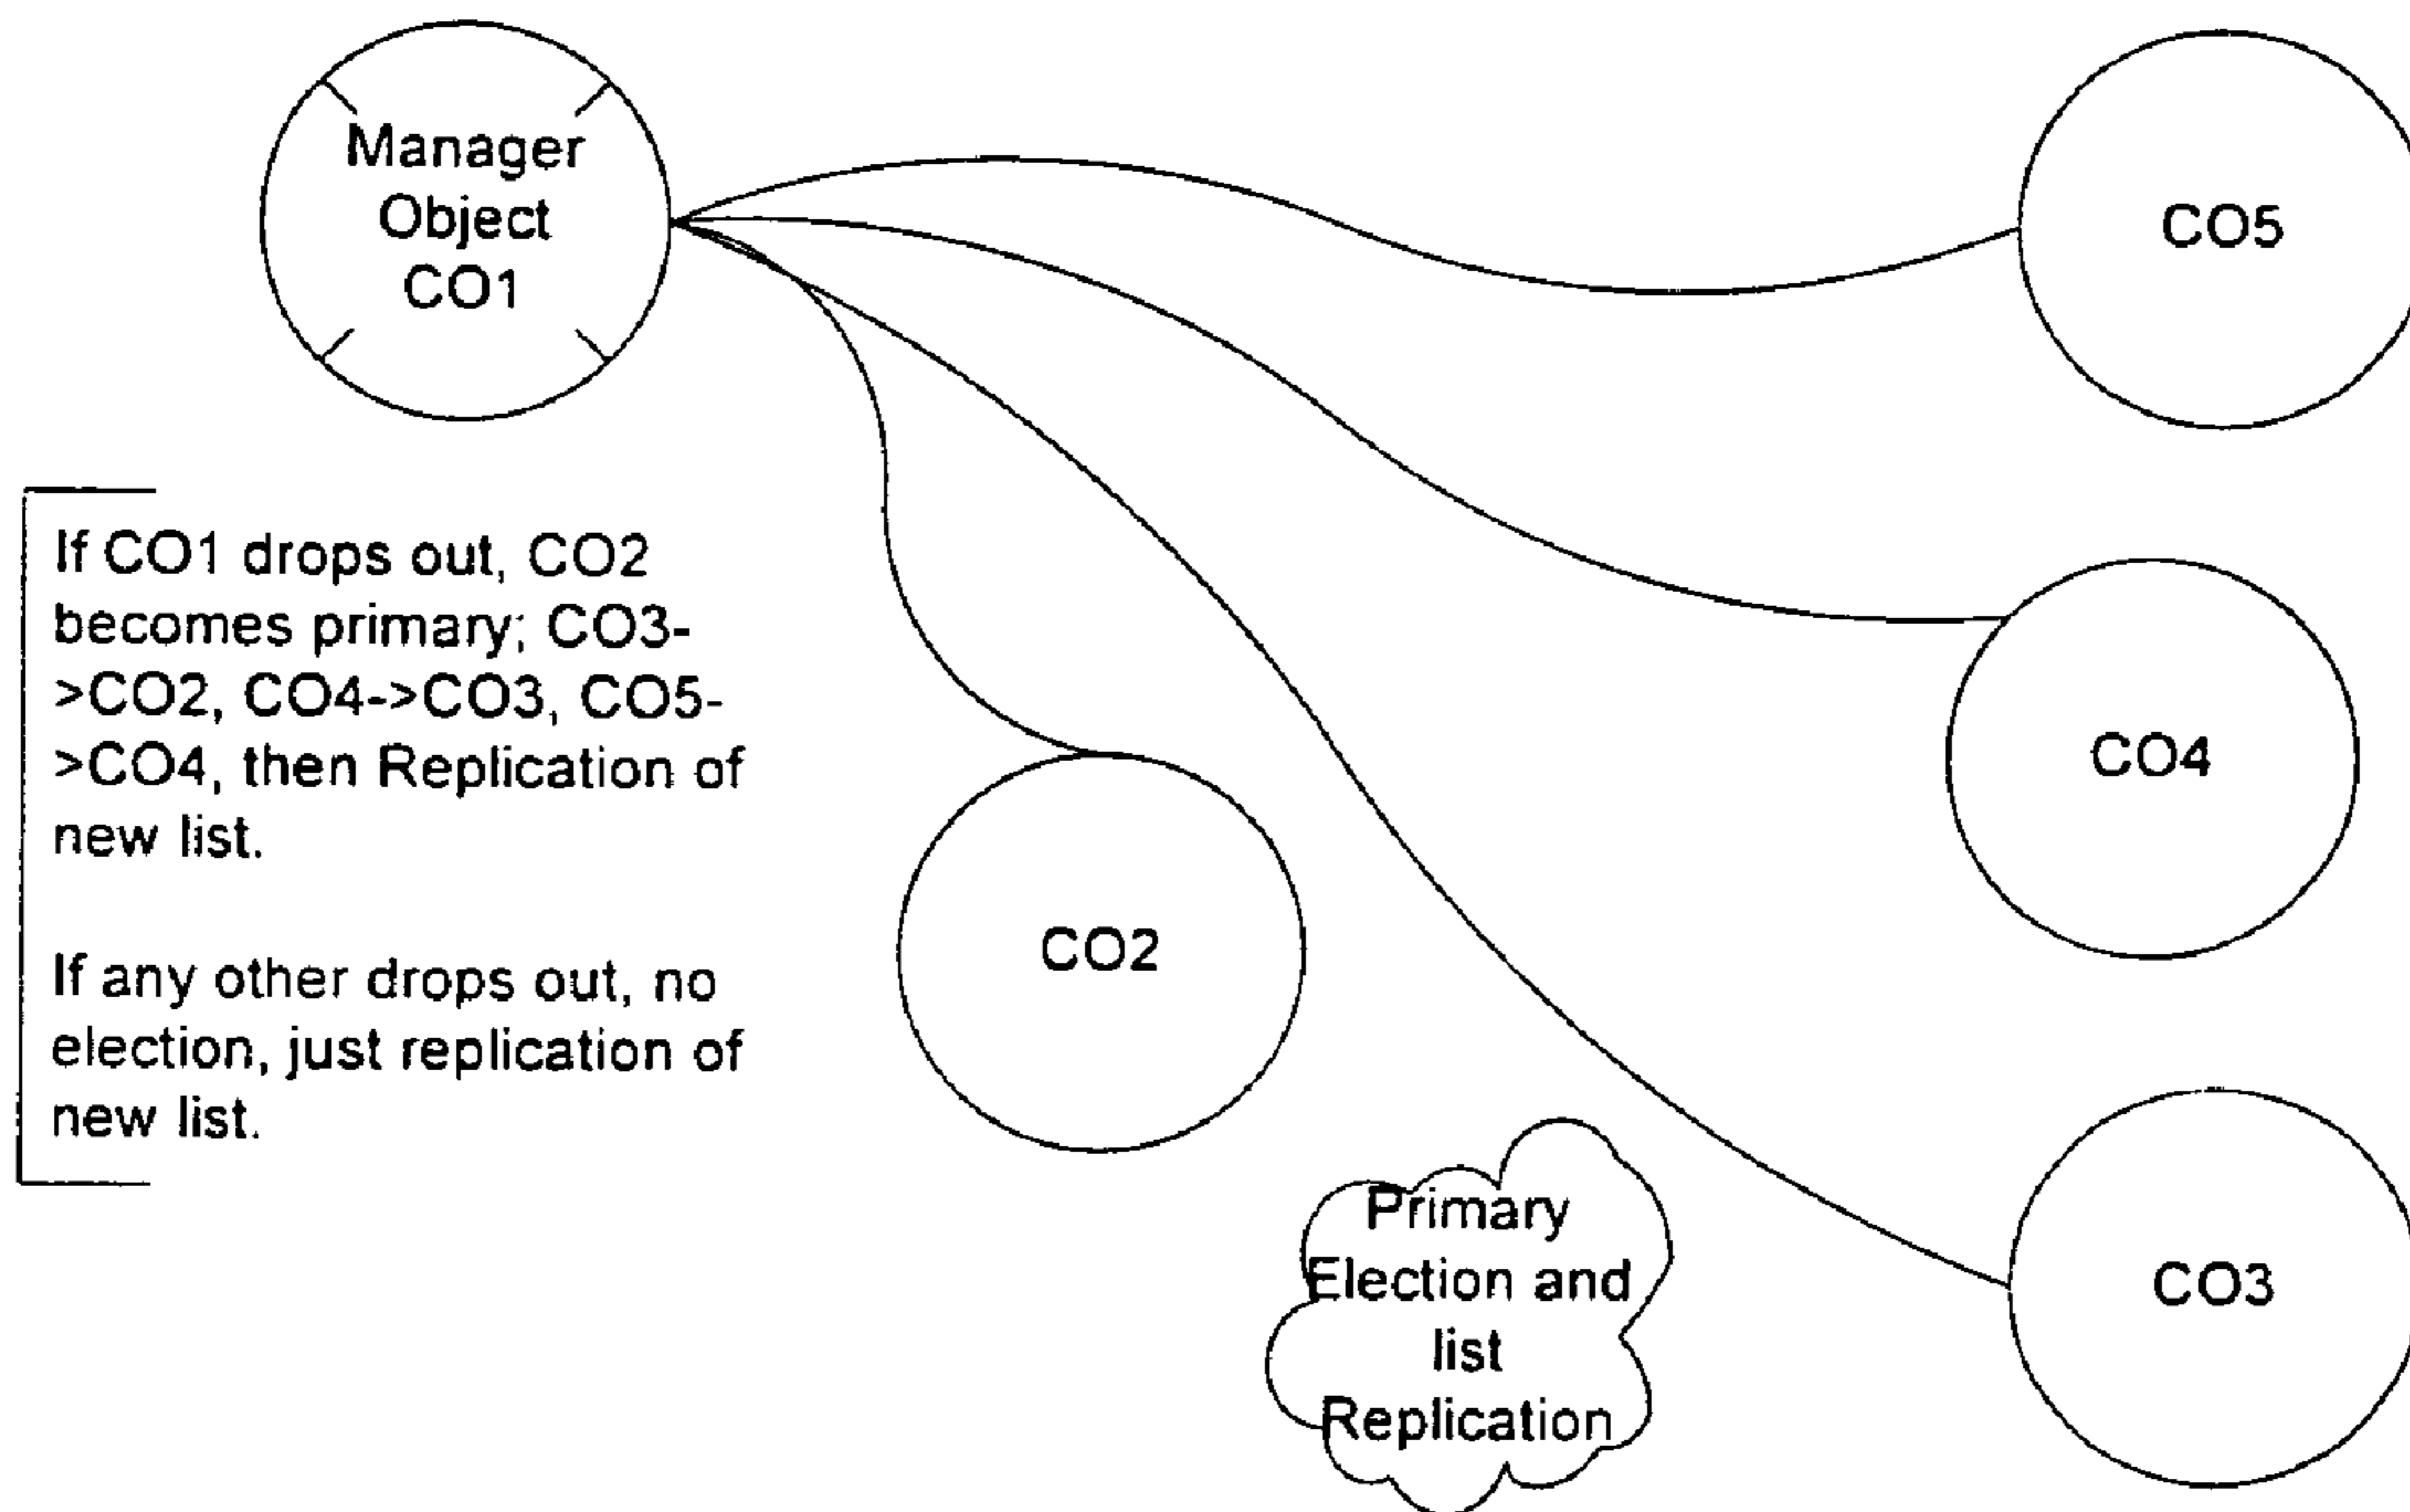 Manager
Object
CO1
CO5
If CO1 drops out, CO2
becomes primary; CO3-
>CO2, CO4->CO3, CO5-
>CO4, then Replication of
new list.
If any other drops out, no
election, just replication of
new list.
CO4
CO2
Primary
Election and
list
Replication
CO3